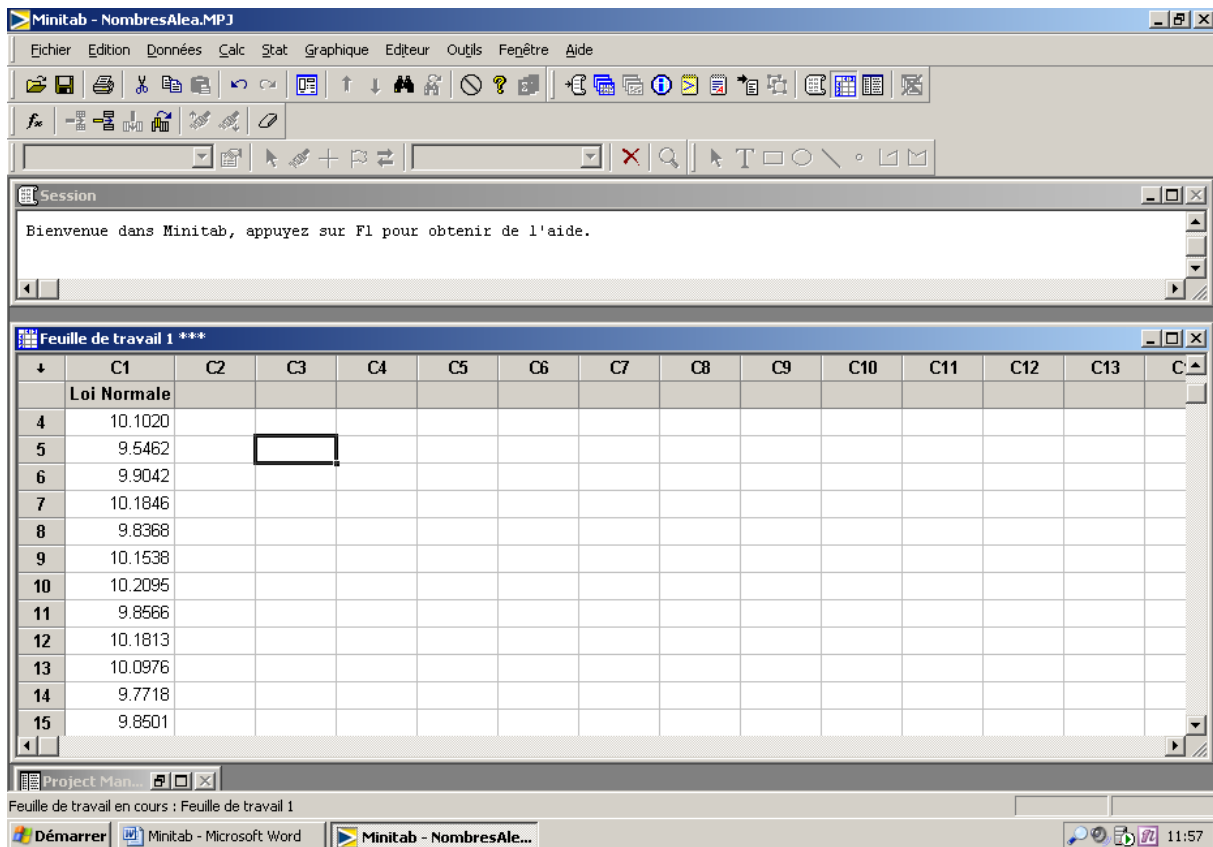 Minitab - NombresAlea.MPJ
Fichier Edition Données Calc Stat Graphique Editeur Outils Fenêtre Aide
Session
Bienvenue dans Minitab, appuyez sur F1 pour obtenir de l'aide.
Feuille de travail 1 ***
C1 C2 C3 C4 C5 C6 C7 C8 C9 C10 C11 C12 C13
Loi Normale
4 10.1020
5 9.5462
6 9.9042
7 10.1846
8 9.8368
9 10.1538
10 10.2095
11 9.8566
12 10.1813
13 10.0976
14 9.7718
15 9.8501
Project Man...
Feuille de travail en cours : Feuille de travail 1
Démarrer Minitab - Microsoft Word Minitab - NombresAle... 11:57